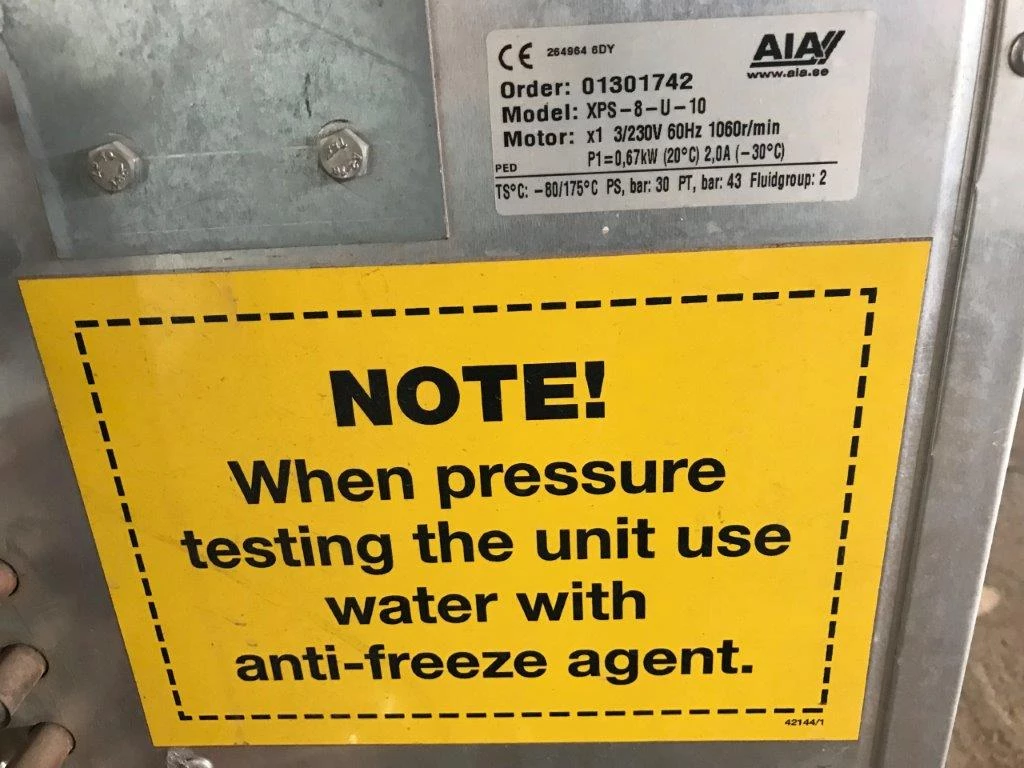 CE 264964 6DY
AIA
www.aia.se
Order: 01301742
Model: XPS-8-U-10
Motor: x1 3/230V 60Hz 1060r/min
P1=0,67kW (20°C) 2,0A (-30°C)
PED
TS°C: -80/175°C PS, bar: 30 PT, bar: 43 Fluidgroup: 2
NOTE!
When pressure
testing the unit use
water with
anti-freeze agent.
42144/1